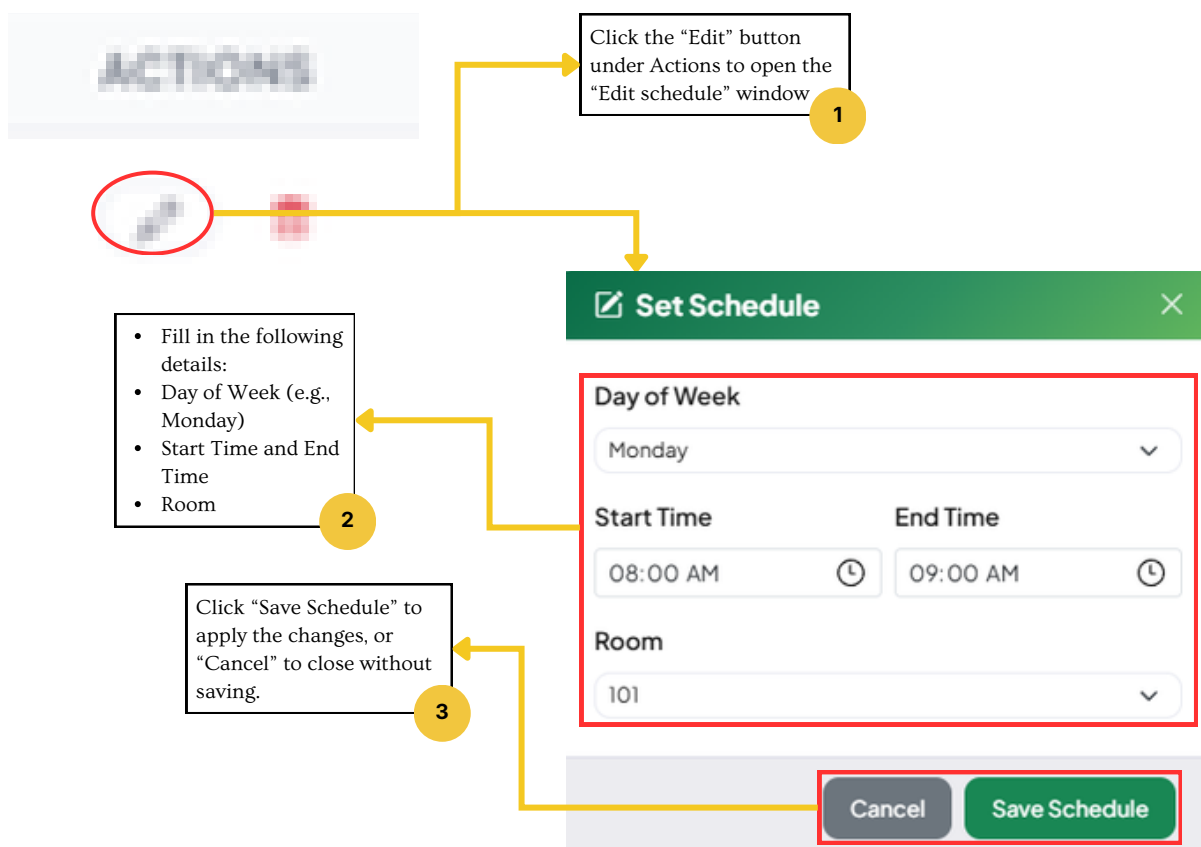 ACTIONS
Click the “Edit” button
under Actions to open the
“Edit schedule” window
1
Set Schedule
• Fill in the following
details:
• Day of Week (e.g.,
Monday)
• Start Time and End
Time
• Room
2
Day of Week
Monday
Start Time End Time
08:00 AM 09:00 AM
Room
101
Click “Save Schedule” to
apply the changes, or
“Cancel” to close without
saving.
3
Cancel Save Schedule